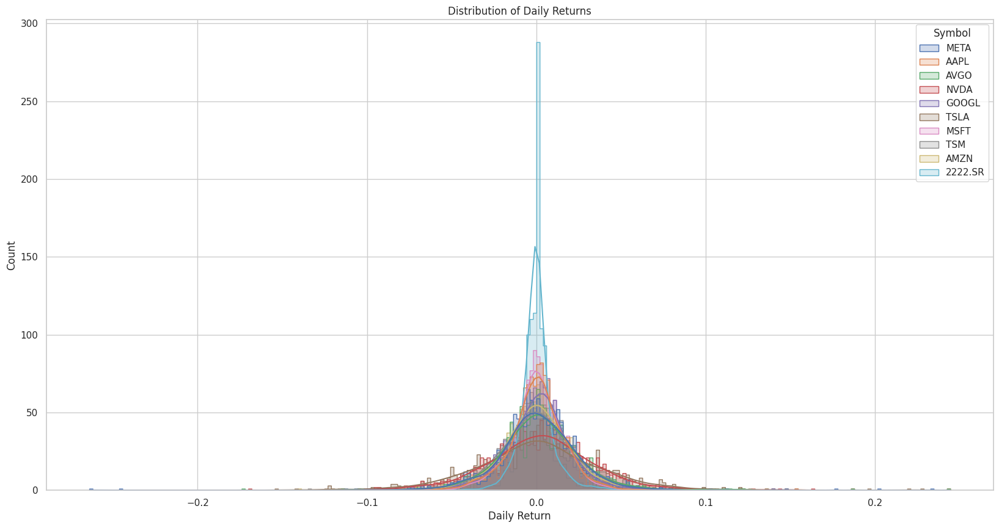 Distribution of Daily Returns
300
250
200
150
100
50
0
Count
−0.2
−0.1
0.0
0.1
0.2
Daily Return
Symbol
META
AAPL
AVGO
NVDA
GOOGL
TSLA
MSFT
TSM
AMZN
2222.SR